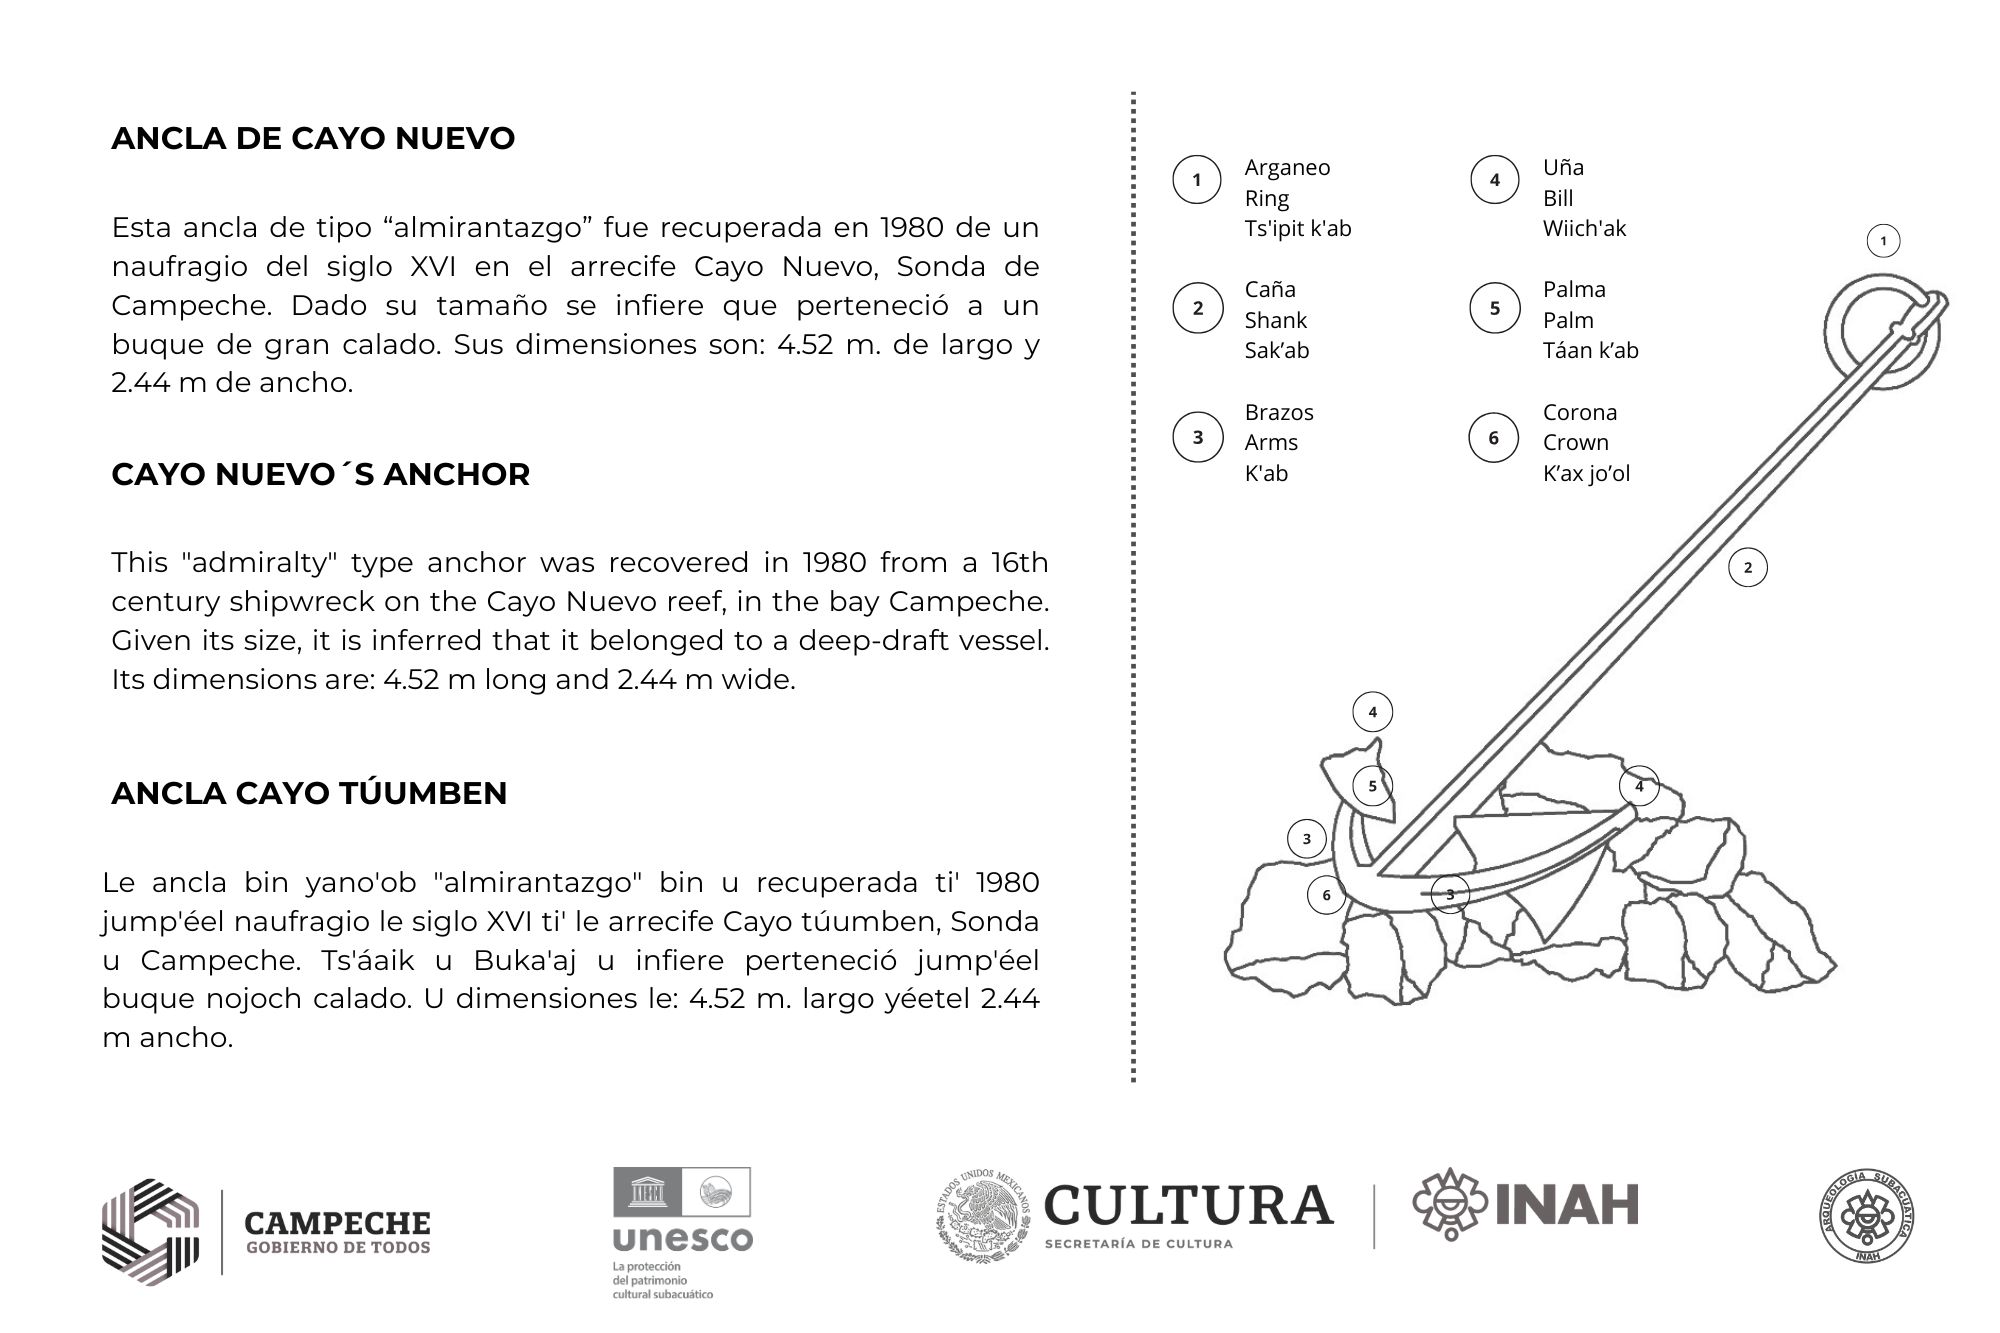 ANCLA DE CAYO NUEVO
Esta ancla de tipo “almirantazgo” fue recuperada en 1980 de un
naufragio del siglo XVI en el arrecife Cayo Nuevo, Sonda de
Campeche. Dado su tamaño se infiere que perteneció a un
buque de gran calado. Sus dimensiones son: 4.52 m. de largo y
2.44 m de ancho.
CAYO NUEVO´S ANCHOR
This "admiralty" type anchor was recovered in 1980 from a 16th
century shipwreck on the Cayo Nuevo reef, in the bay Campeche.
Given its size, it is inferred that it belonged to a deep-draft vessel.
Its dimensions are: 4.52 m long and 2.44 m wide.
ANCLA CAYO TÚUMBEN
Le ancla bin yano'ob "almirantazgo" bin u recuperada ti' 1980
jump'éel naufragio le siglo XVI ti' le arrecife Cayo túumben, Sonda
u Campeche. Ts'áaik u Buka'aj u infiere perteneció jump'éel
buque nojoch calado. U dimensiones le: 4.52 m. largo yéetel 2.44
m ancho.
1
Arganeo
Ring
Ts'ipit k'ab
2
Caña
Shank
Sak’ab
3
Brazos
Arms
K'ab
4
Uña
Bill
Wiich'ak
5
Palma
Palm
Táan k’ab
6
Corona
Crown
K’ax jo’ol
1
2
4
5
4
3
6
3
CAMPECHE
GOBIERNO DE TODOS
unesco
La protección
del patrimonio
cultural subacuático
ESTADOS UNIDOS MEXICANOS
CULTURA
SECRETARÍA DE CULTURA
INAH
ARQUEOLOGÍA SUBACUÁTICA
INAH